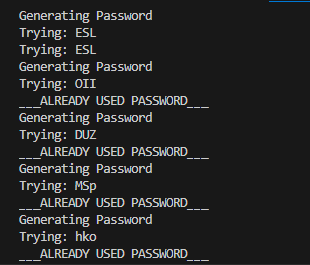 Generating Password
Trying: ESL
Trying: ESL
Generating Password
Trying: OII
___ALREADY USED PASSWORD___
Generating Password
Trying: DUZ
___ALREADY USED PASSWORD___
Generating Password
Trying: MSp
___ALREADY USED PASSWORD___
Generating Password
Trying: hko
___ALREADY USED PASSWORD___